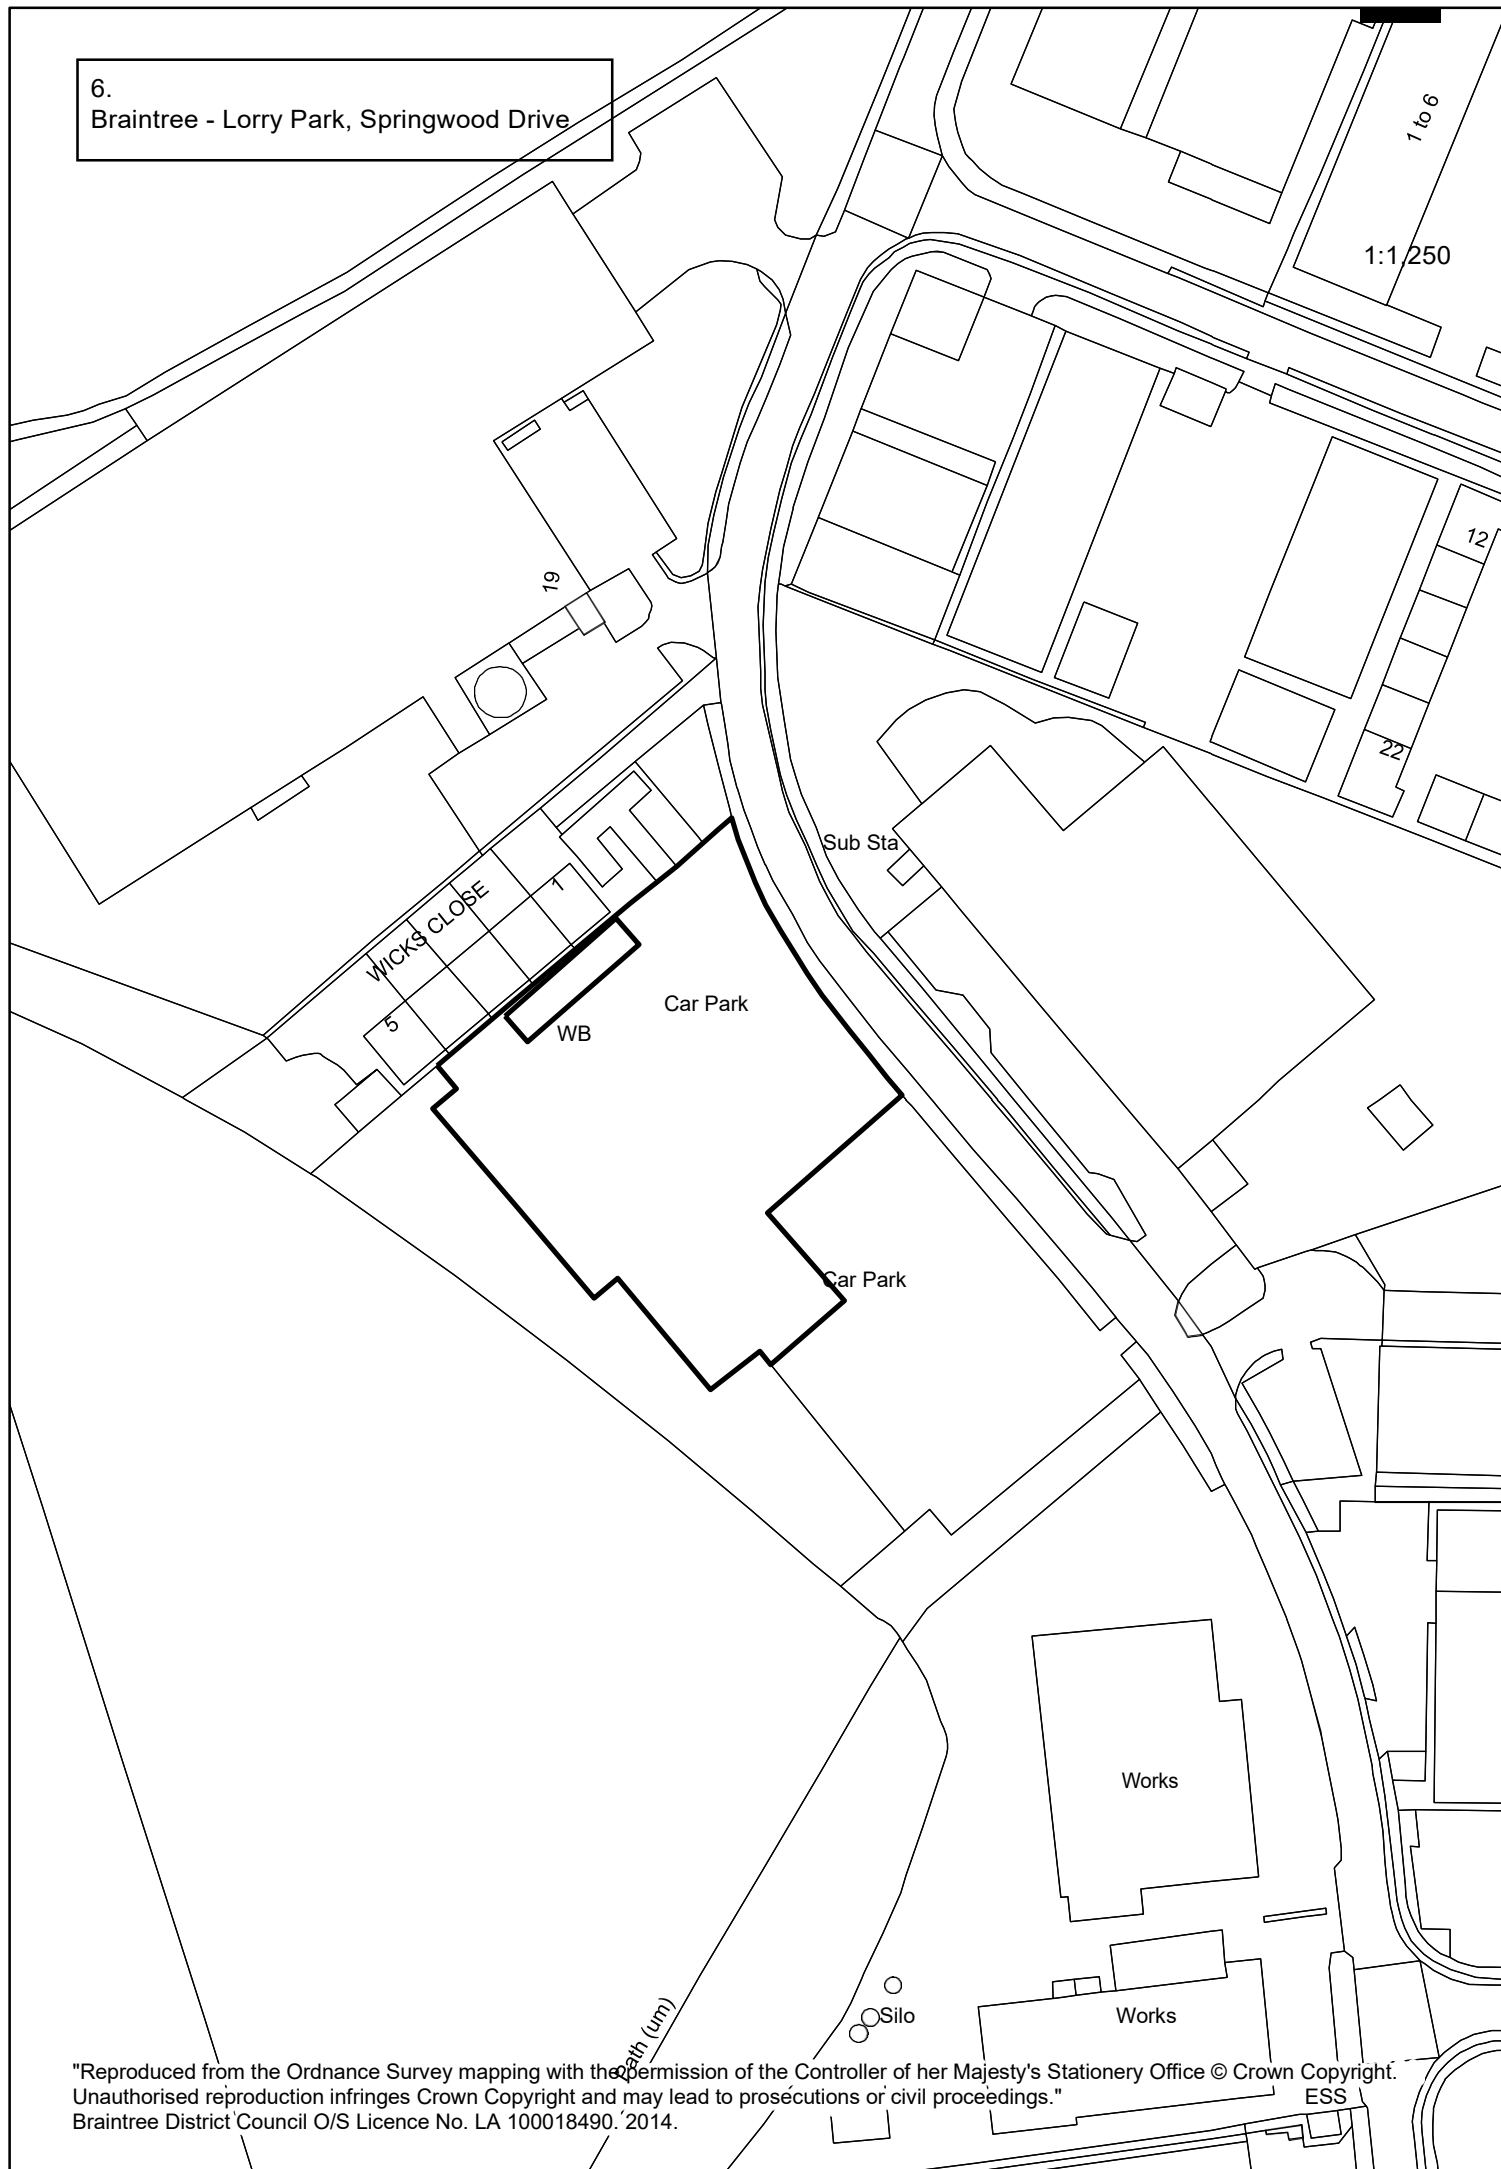 6.
Braintree - Lorry Park, Springwood Drive
1 to 6
1:1,250
12
19
22
Sub Sta
1
WICKS CLOSE
5
Car Park
WB
Car Park
Works
Silo
Works
Path (um)
"Reproduced from the Ordnance Survey mapping with the permission of the Controller of her Majesty's Stationery Office © Crown Copyright.
Unauthorised reproduction infringes Crown Copyright and may lead to prosecutions or civil proceedings."
ESS
Braintree District Council O/S Licence No. LA 100018490. 2014.